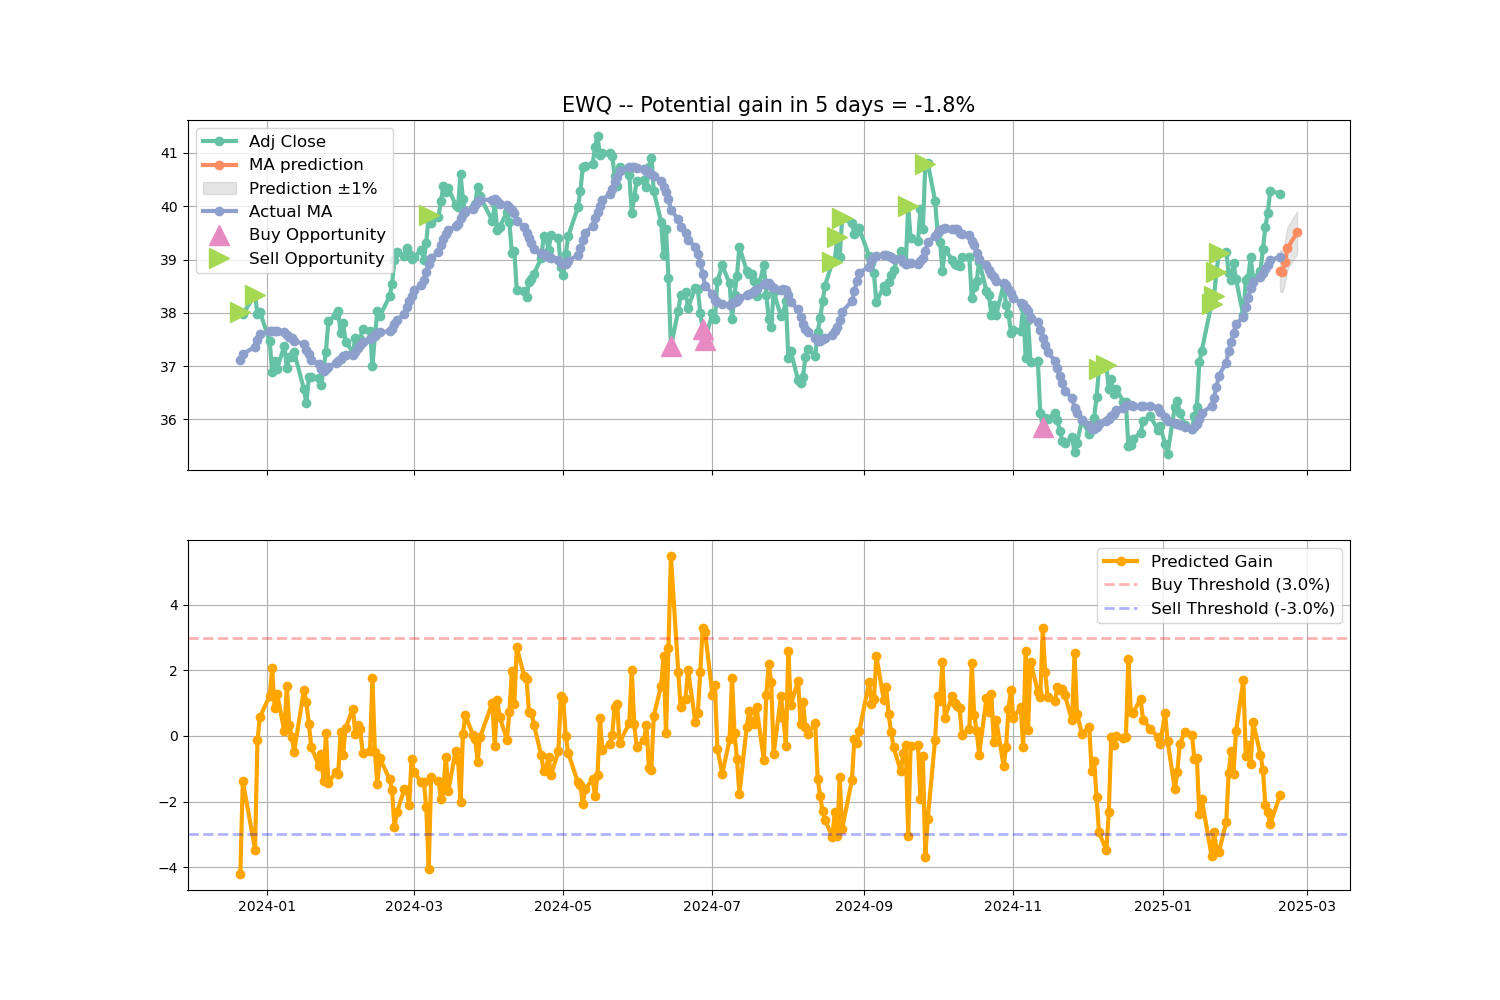 EWQ -- Potential gain in 5 days = -1.8%
Adj Close
MA prediction
Prediction ±1%
Actual MA
Buy Opportunity
Sell Opportunity
41
40
39
38
37
36
Predicted Gain
Buy Threshold (3.0%)
Sell Threshold (-3.0%)
4
2
0
−2
−4
2024-01
2024-03
2024-05
2024-07
2024-09
2024-11
2025-01
2025-03